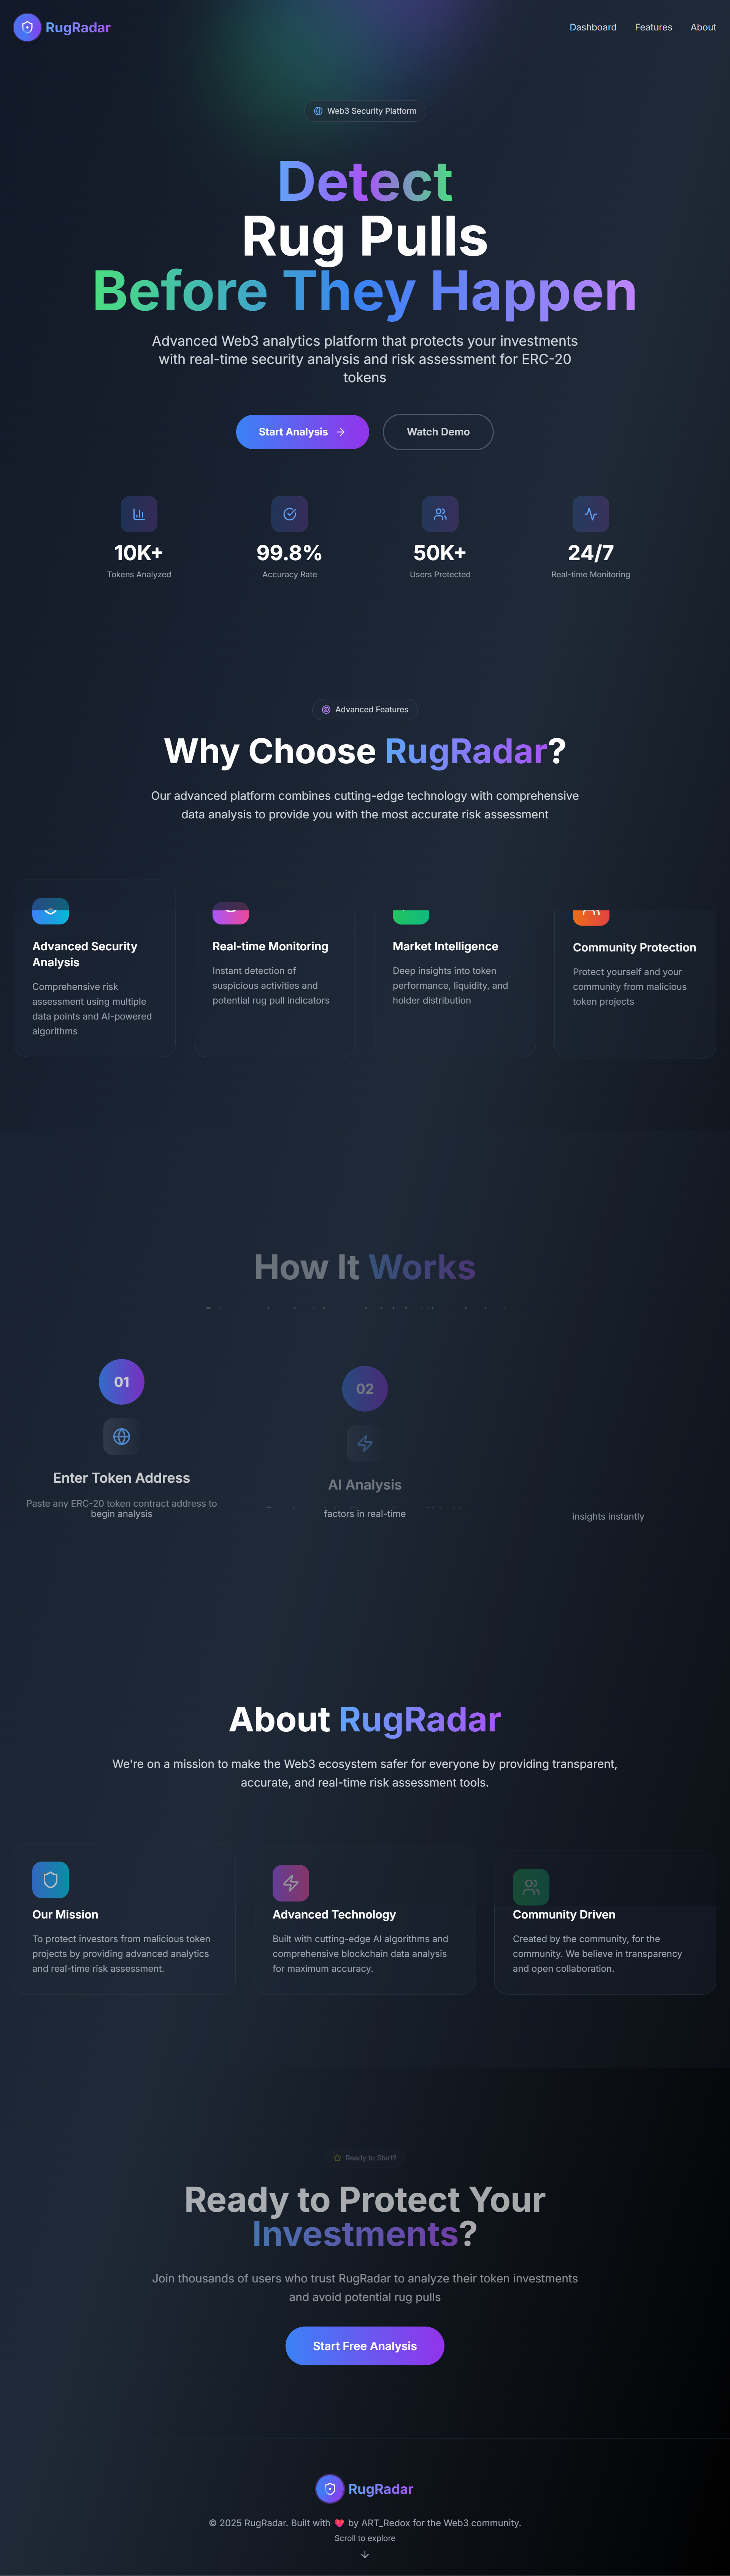 RugRadar
Dashboard Features About
Web3 Security Platform
Detect
Rug Pulls
Before They Happen
Advanced Web3 analytics platform that protects your investments
with real-time security analysis and risk assessment for ERC-20
tokens
Start Analysis
Watch Demo
10K+
Tokens Analyzed
99.8%
Accuracy Rate
50K+
Users Protected
24/7
Real-time Monitoring
Advanced Features
Why Choose RugRadar?
Our advanced platform combines cutting-edge technology with comprehensive
data analysis to provide you with the most accurate risk assessment
Advanced Security
Analysis
Comprehensive risk
assessment using multiple
data points and AI-powered
algorithms
Real-time Monitoring
Instant detection of
suspicious activities and
potential rug pull indicators
Market Intelligence
Deep insights into token
performance, liquidity, and
holder distribution
Community Protection
Protect yourself and your
community from malicious
token projects
How It Works
01
Enter Token Address
Paste any ERC-20 token contract address to
begin analysis
02
AI Analysis
factors in real-time
insights instantly
About RugRadar
We're on a mission to make the Web3 ecosystem safer for everyone by providing transparent,
accurate, and real-time risk assessment tools.
Our Mission
To protect investors from malicious token
projects by providing advanced analytics
and real-time risk assessment.
Advanced Technology
Built with cutting-edge AI algorithms and
comprehensive blockchain data analysis
for maximum accuracy.
Community Driven
Created by the community, for the
community. We believe in transparency
and open collaboration.
Ready to Start?
Ready to Protect Your
Investments?
Join thousands of users who trust RugRadar to analyze their token investments
and avoid potential rug pulls
Start Free Analysis
RugRadar
© 2025 RugRadar. Built with ❤️ by ART_Redox for the Web3 community.
Scroll to explore